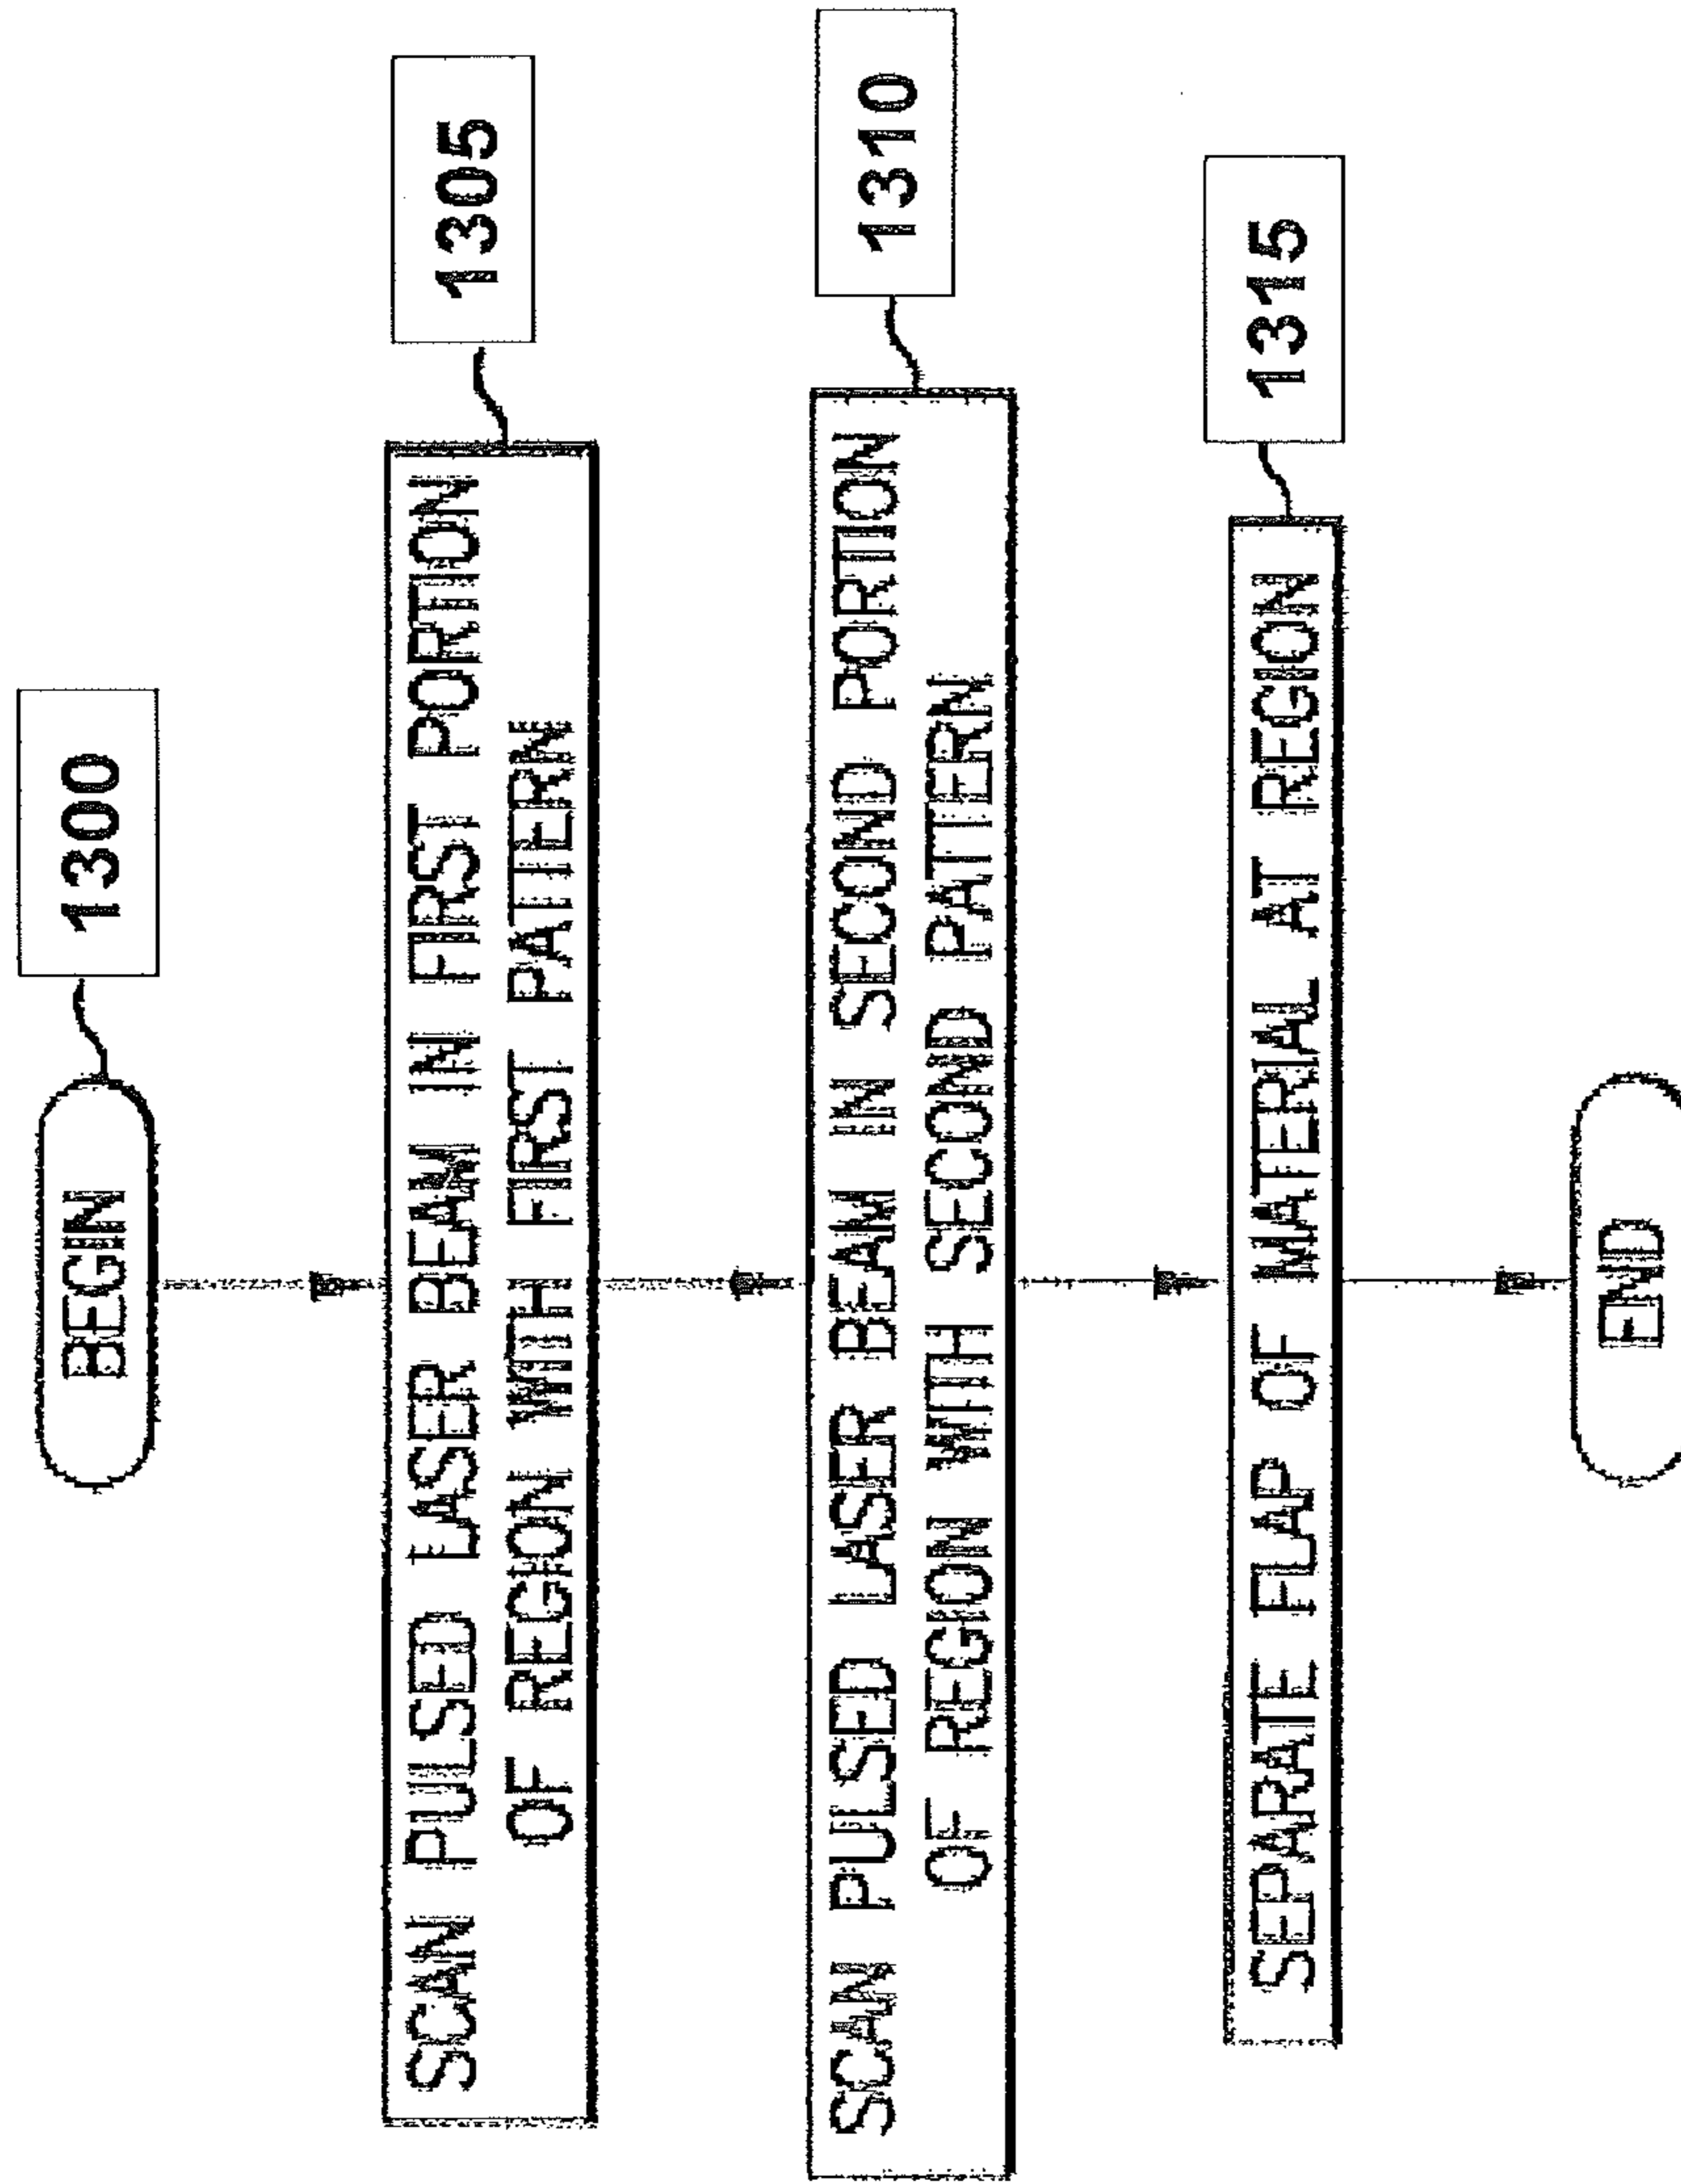 BEGIN
1300
SCAN PULSED LASER BEAM IN FIRST PORTION
OF REGION WITH FIRST PATTERN
1305
SCAN PULSED LASER BEAM IN SECOND PORTION
OF REGION WITH SECOND PATTERN
1310
SEPARATE FLAP OF MATERIAL AT REGION
1315
END